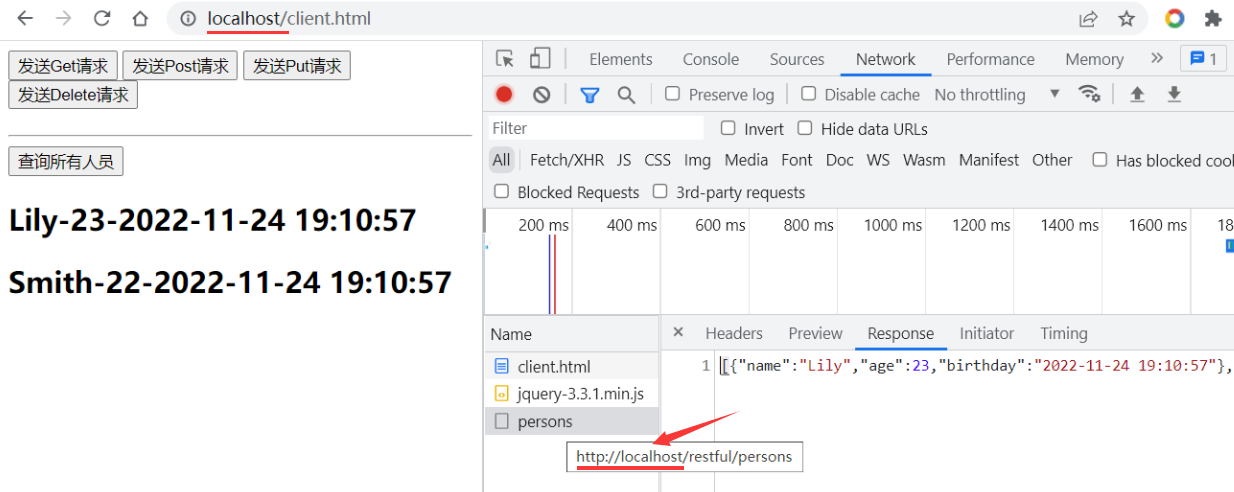 localhost/client.html
发送Get请求 发送Post请求 发送Put请求
发送Delete请求
查询所有人员
Lily-23-2022-11-24 19:10:57
Smith-22-2022-11-24 19:10:57
Elements Console Sources Network Performance Memory 1
Preserve log Disable cache No throttling
Filter Invert Hide data URLs
All Fetch/XHR JS CSS Img Media Font Doc WS Wasm Manifest Other Has blocked cool
Blocked Requests 3rd-party requests
200 ms 400 ms 600 ms 800 ms 1000 ms 1200 ms 1400 ms 1600 ms 18
Name
client.html
jquery-3.3.1.min.js
persons
http://localhost/restful/persons
Headers Preview Response Initiator Timing
1 [{"name":"Lily","age":23,"birthday":"2022-11-24 19:10:57"},